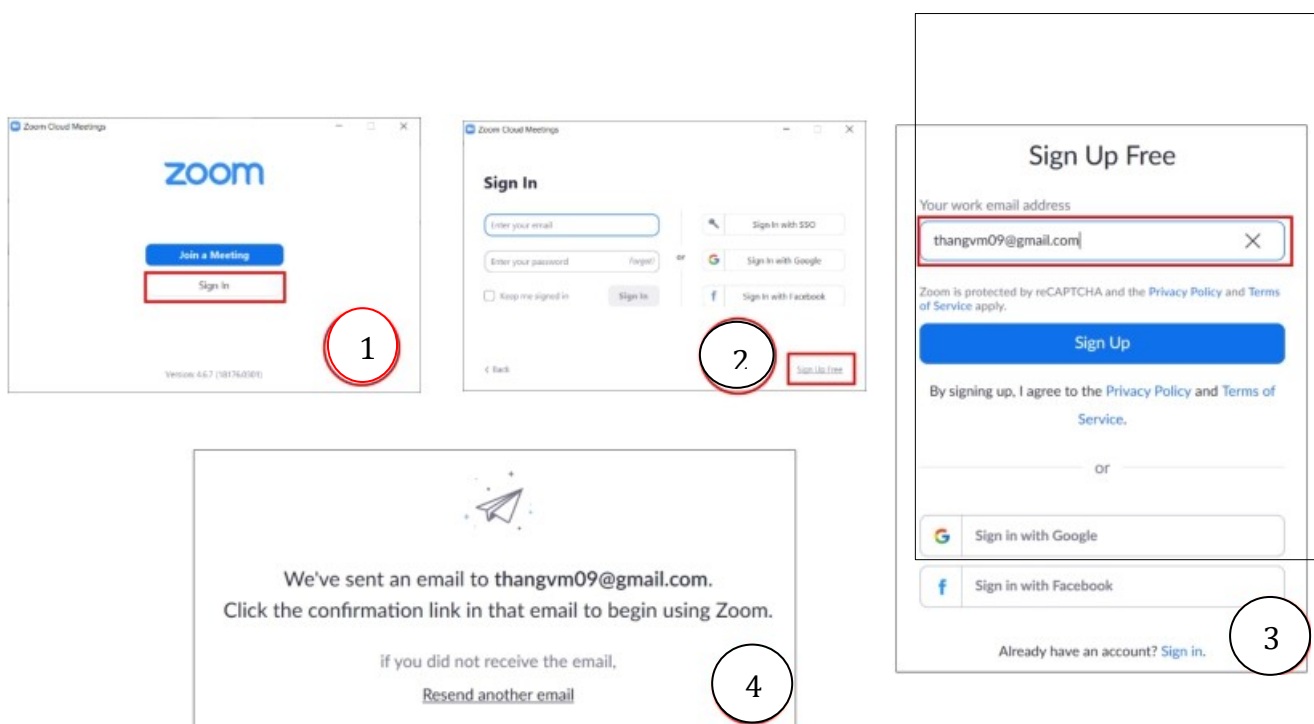 Zoom Cloud Meetings
zoom
Join a Meeting
Sign In
Version: 4.6.7 (18176.0301)
1
Zoom Cloud Meetings
Sign In
Enter your email
Enter your password Forgot?
Keep me signed in Sign In
or
Sign In with SSO
Sign In with Google
Sign In with Facebook
< Back
Sign Up Free
2
Sign Up Free
Your work email address
thangvm09@gmail.com
Zoom is protected by reCAPTCHA and the Privacy Policy and Terms
of Service apply.
Sign Up
By signing up, I agree to the Privacy Policy and Terms of
Service.
or
Sign in with Google
Sign in with Facebook
Already have an account? Sign in.
3
We've sent an email to thangvm09@gmail.com.
Click the confirmation link in that email to begin using Zoom.
if you did not receive the email,
Resend another email
4